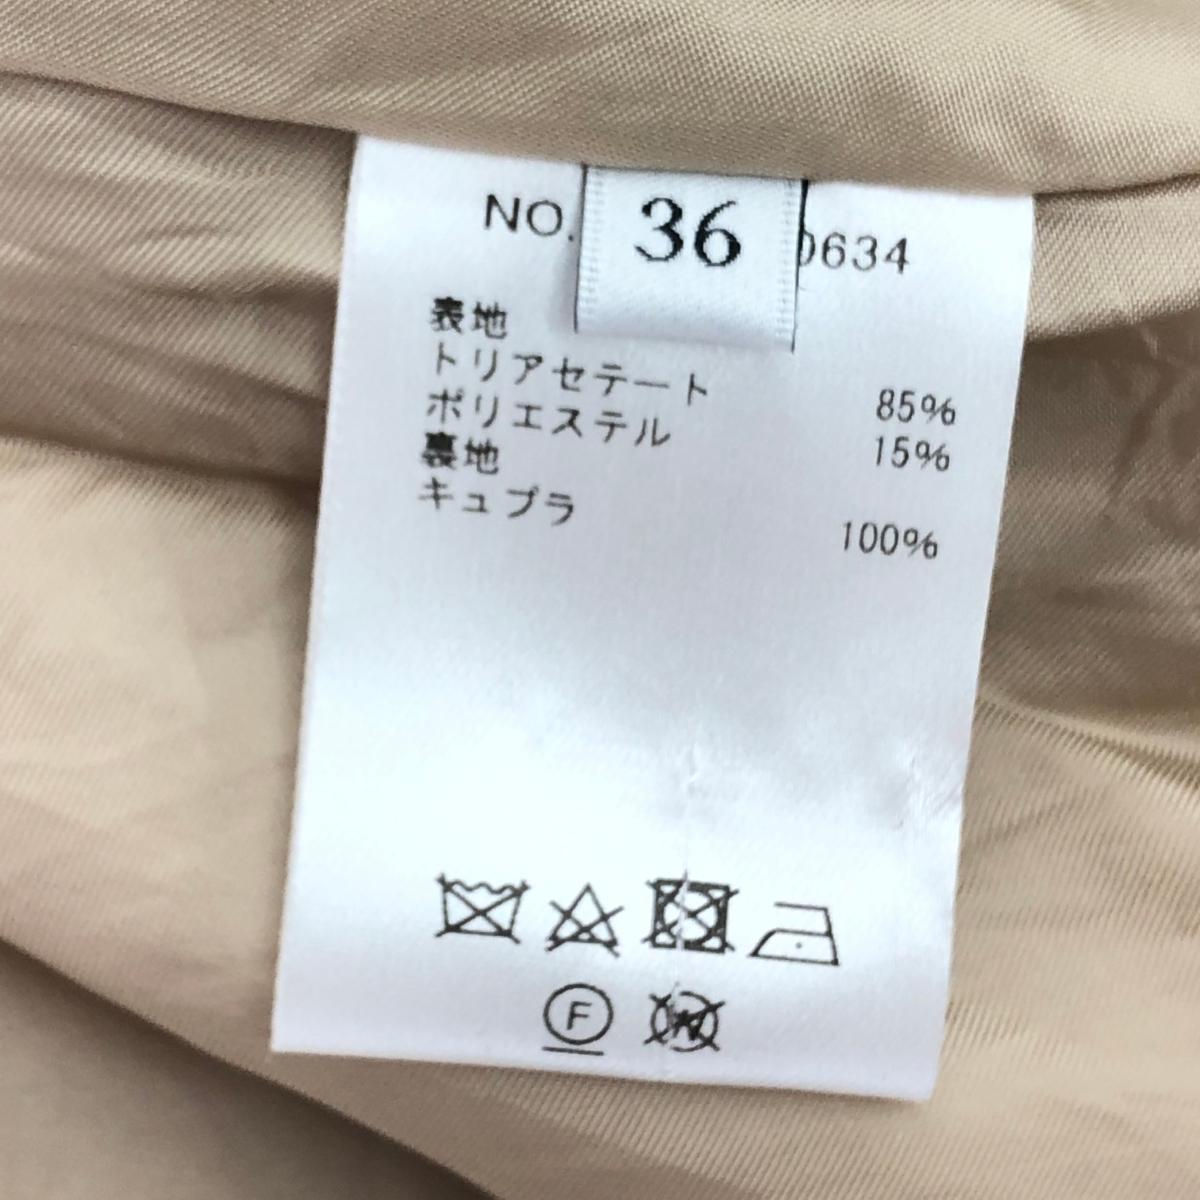 NO.
36
0634
表地
トリアセテート 85%
ポリエステル 15%
裏地
キュプラ 100%
F
W